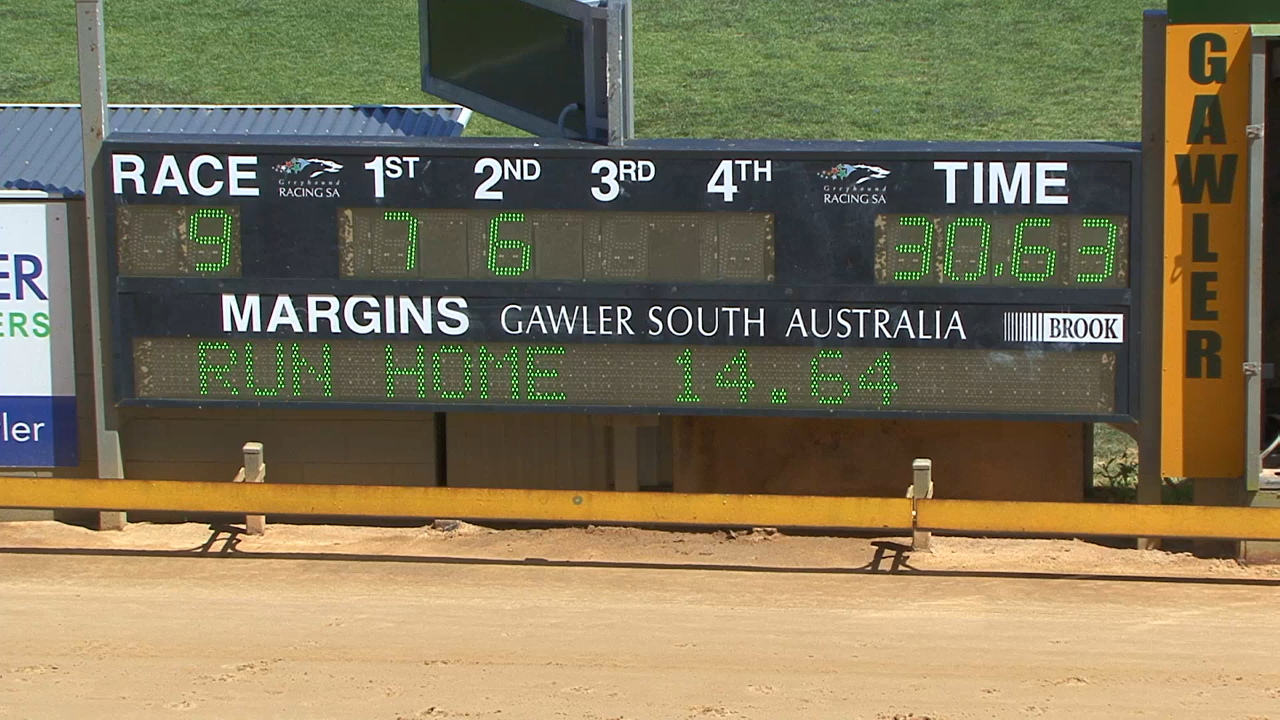 RACE 1ST 2ND 3RD 4TH TIME
Greyhound RACING SA
Greyhound RACING SA
9 7 6 30.63
MARGINS GAWLER SOUTH AUSTRALIA BROOK
RUN HOME 14.64
GAWLER
ER
ERS
ler